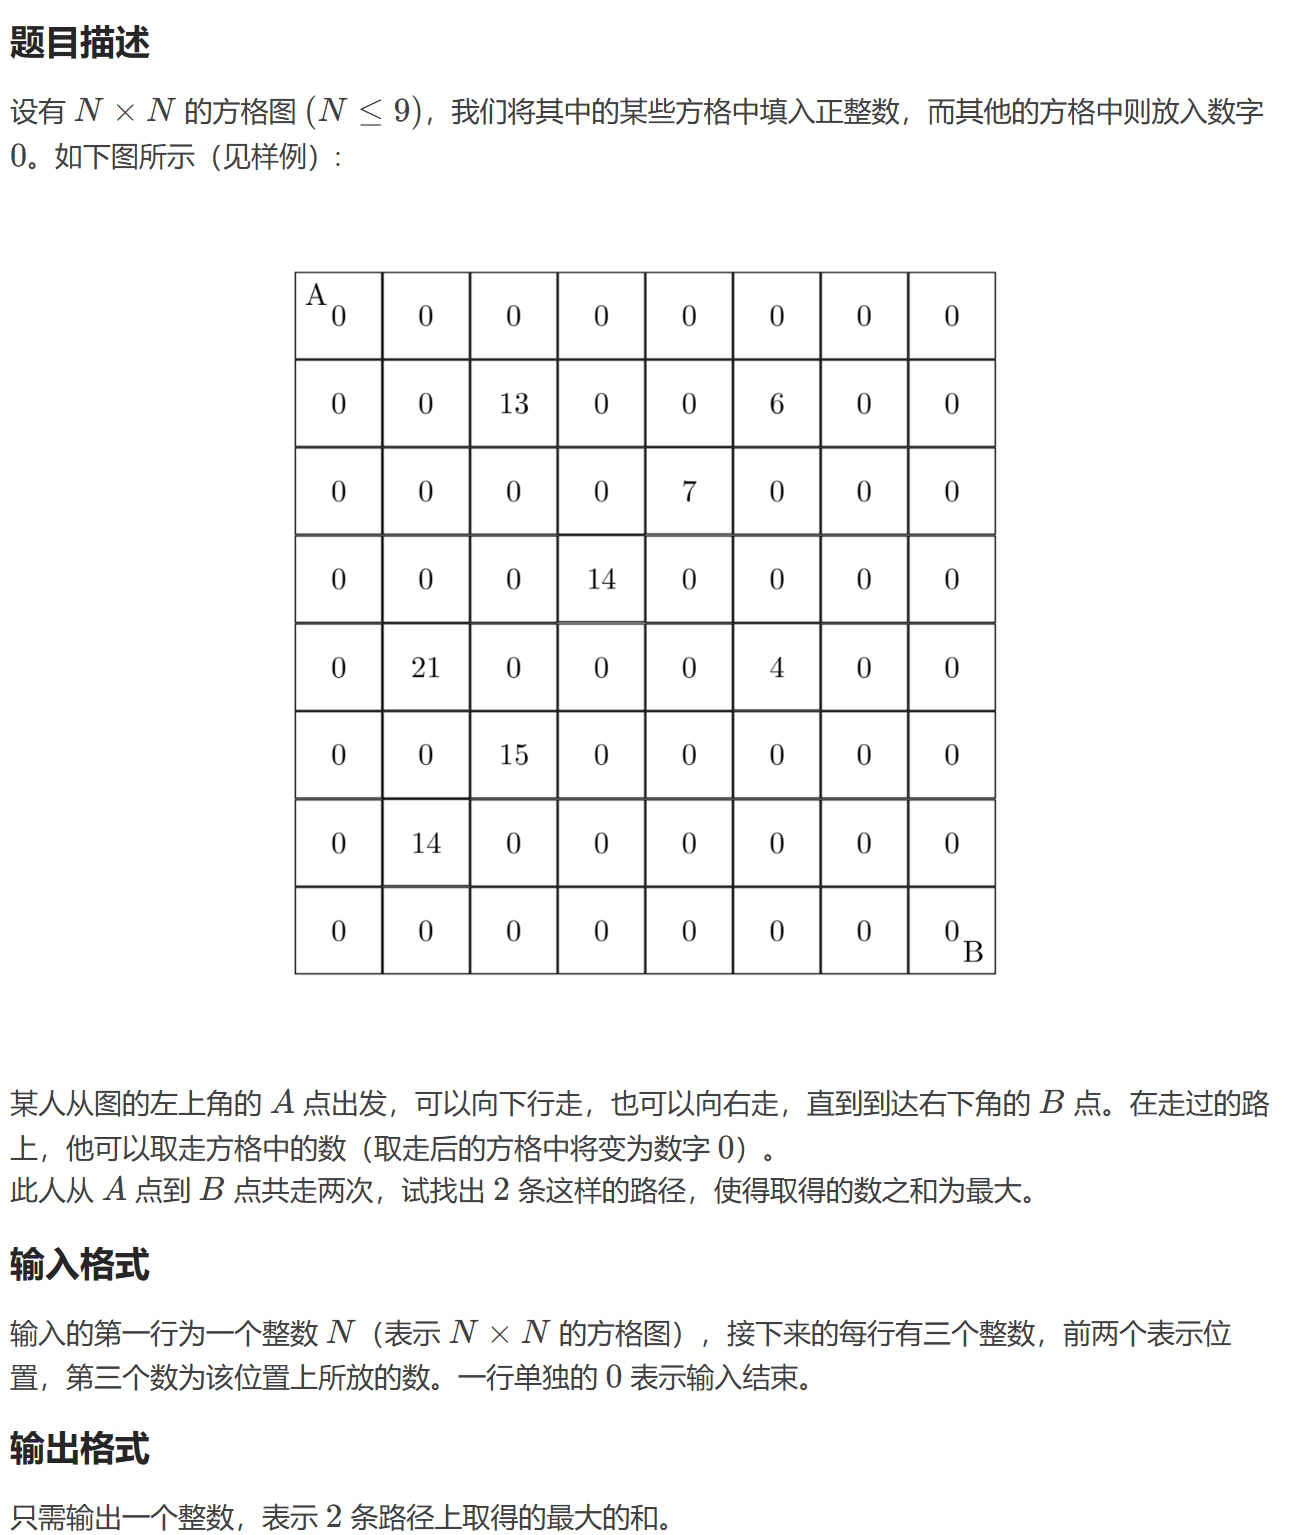 题目描述
设有 N × N 的方格图 (N ≤ 9)，我们将其中的某些方格中填入正整数，而其他的方格中则放入数字
0。如下图所示（见样例）：
A 0 0 0 0 0 0 0 0
0 0 13 0 0 6 0 0
0 0 0 0 7 0 0 0
0 0 0 14 0 0 0 0
0 21 0 0 0 4 0 0
0 0 15 0 0 0 0 0
0 14 0 0 0 0 0 0
0 0 0 0 0 0 0 0 B
某人从图的左上角的 A 点出发，可以向下行走，也可以向右走，直到到达右下角的 B 点。在走过的路
上，他可以取走方格中的数（取走后的方格中将变为数字 0）。
此人从 A 点到 B 点共走两次，试找出 2 条这样的路径，使得取得的数之和为最大。
输入格式
输入的第一行为一个整数 N（表示 N × N 的方格图），接下来的每行有三个整数，前两个表示位
置，第三个数为该位置上所放的数。一行单独的 0 表示输入结束。
输出格式
只需输出一个整数，表示 2 条路径上取得的最大的和。